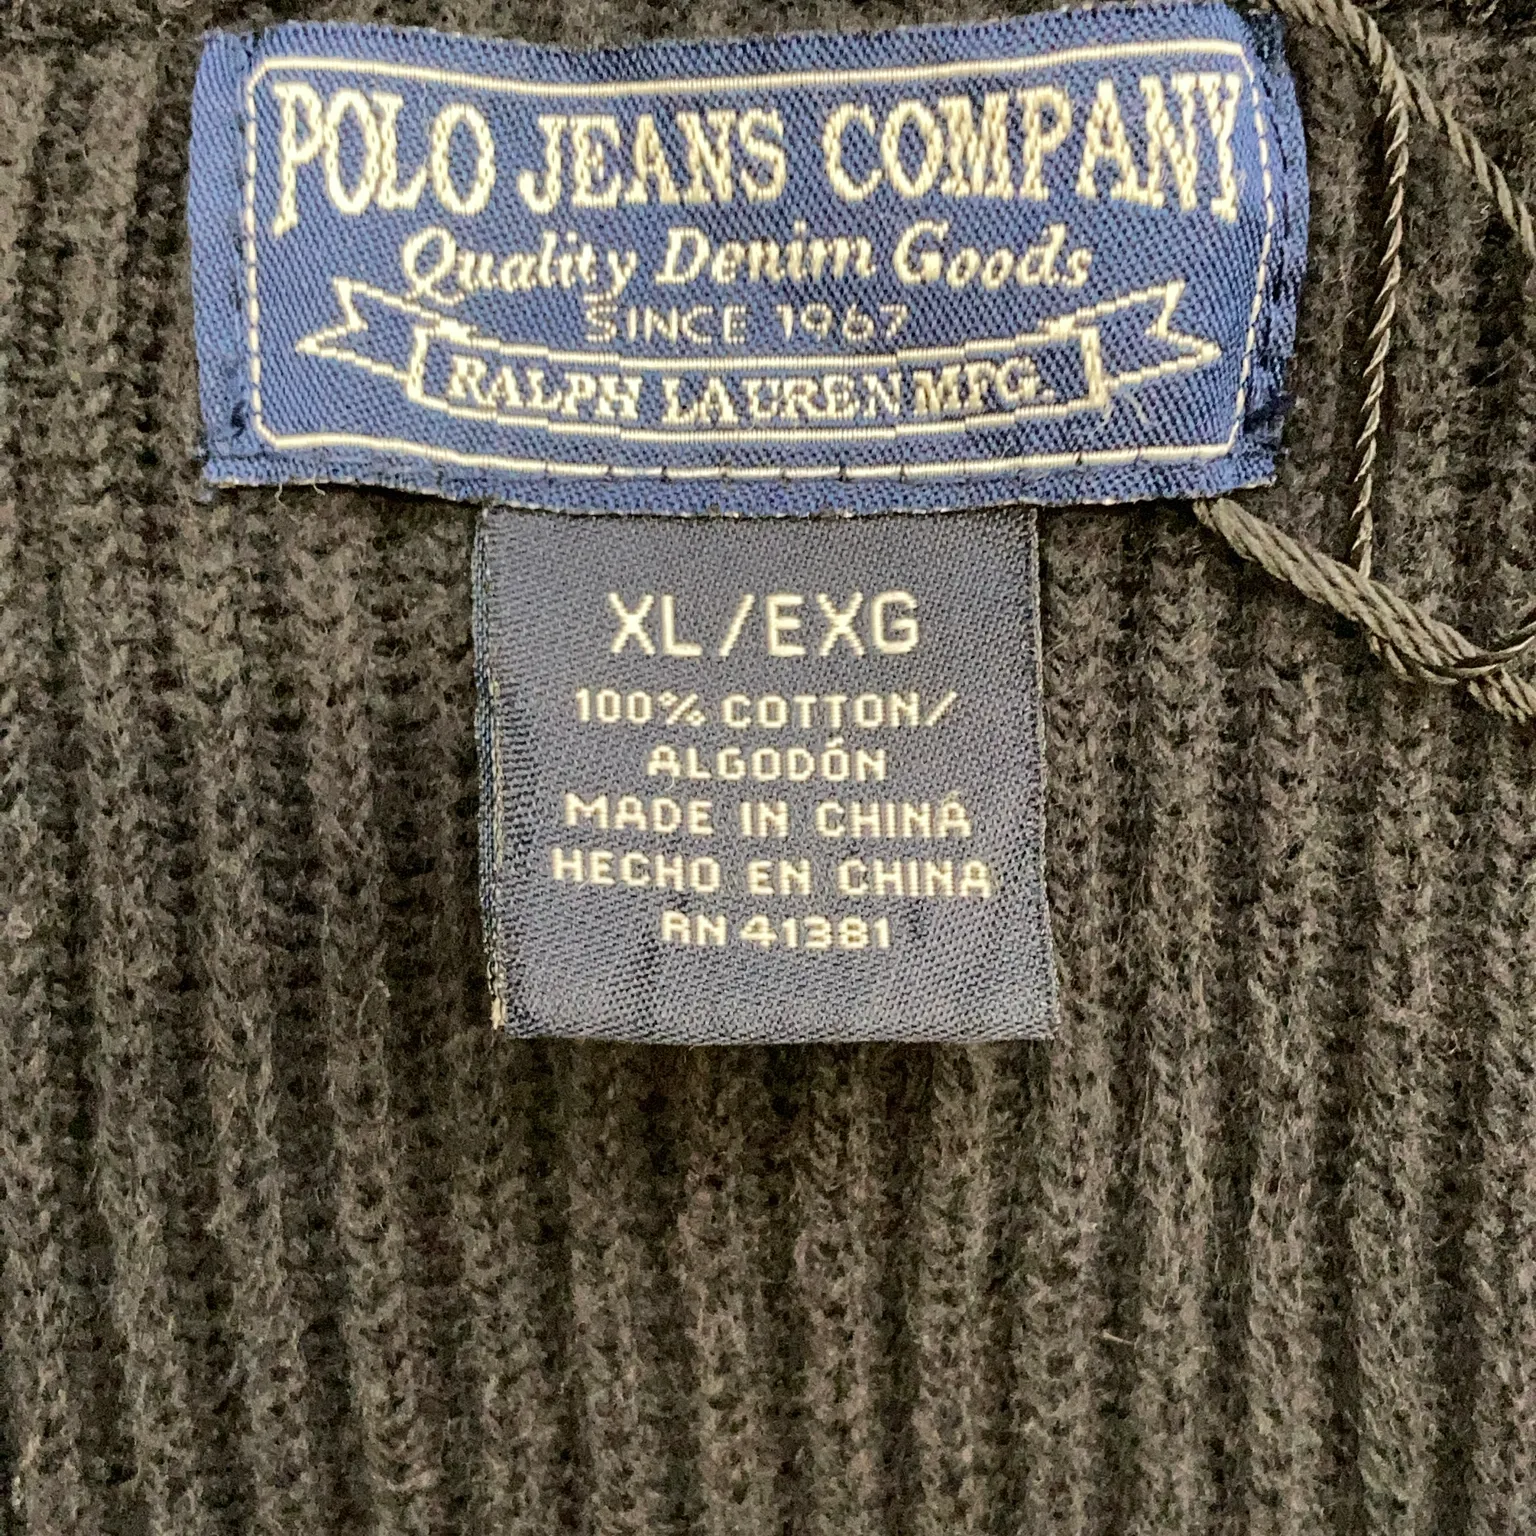 POLO JEANS COMPANY
Quality Denim Goods
SINCE 1967
RALPH LAUREN MFG.
XL/EXG
100% COTTON/
ALGODÓN
MADE IN CHINA
HECHO EN CHINA
RN 41381